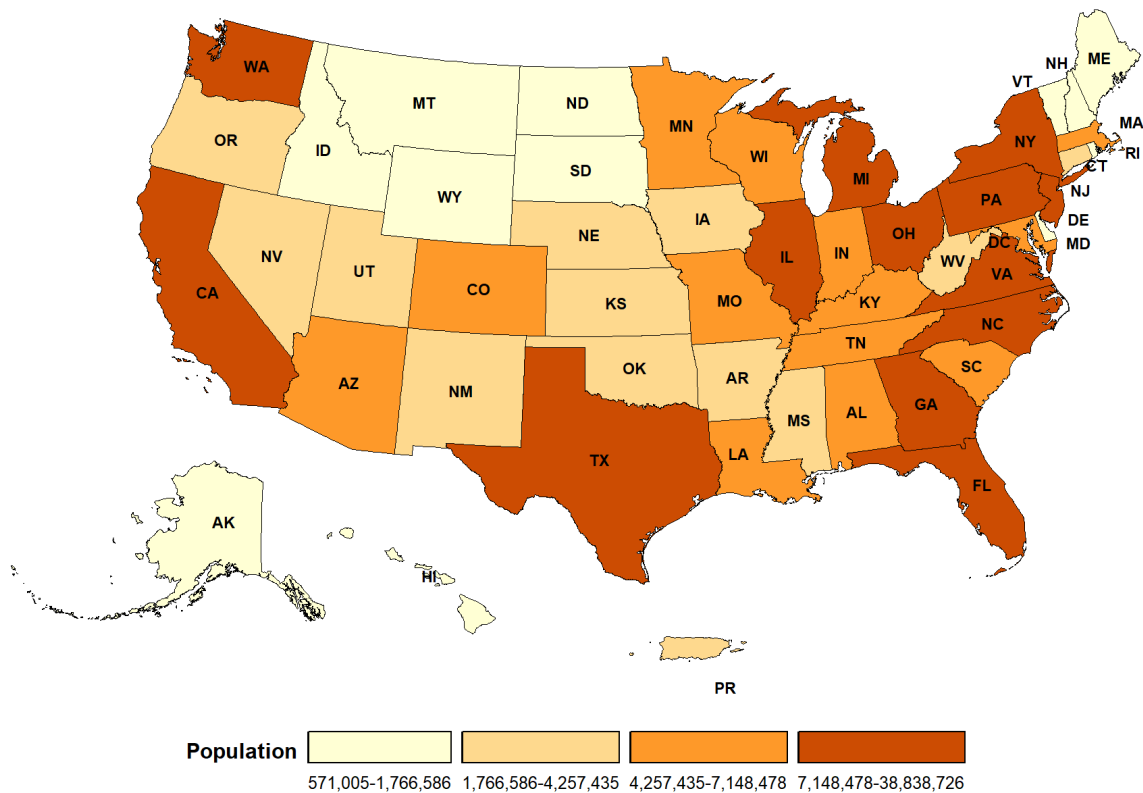 WA
MT
ND
MN
ME
NH
VT
OR
ID
SD
WI
MI
NY
MA
RI
CT
WY
IA
NE
PA
NJ
NV
UT
CO
IL
IN
OH
DE
MD
DC
WV
VA
CA
KS
MO
KY
NC
TN
AZ
NM
OK
AR
SC
MS
AL
GA
TX
LA
FL
AK
HI
PR
Population
571,005-1,766,586
1,766,586-4,257,435
4,257,435-7,148,478
7,148,478-38,838,726